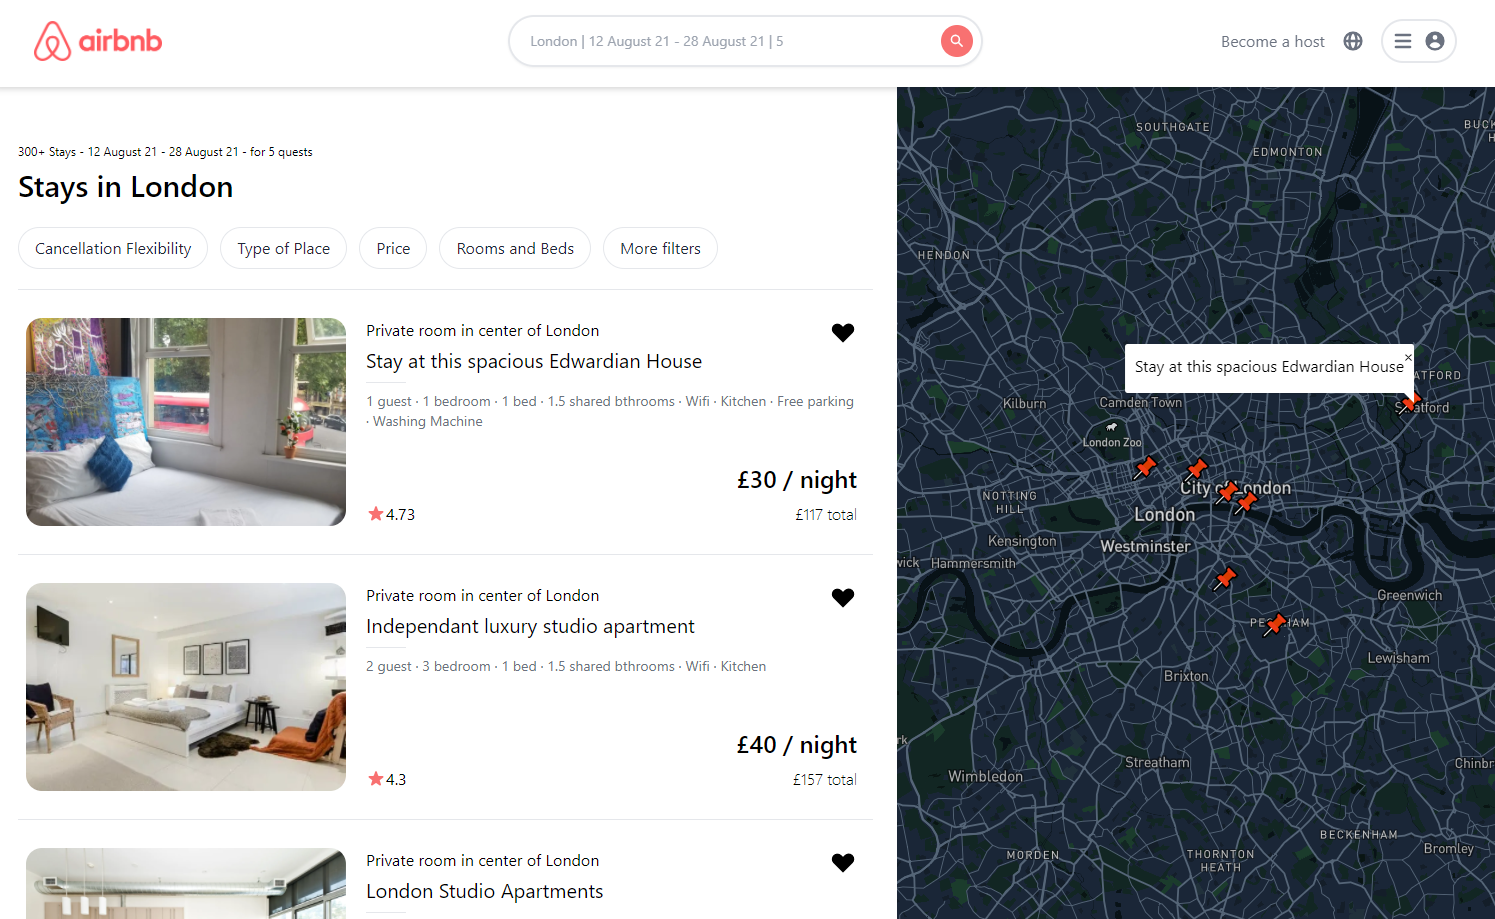 airbnb
London | 12 August 21 - 28 August 21 | 5
Become a host
300+ Stays - 12 August 21 - 28 August 21 - for 5 quests
Stays in London
Cancellation Flexibility
Type of Place
Price
Rooms and Beds
More filters
Private room in center of London
Stay at this spacious Edwardian House
1 guest · 1 bedroom · 1 bed · 1.5 shared bthrooms · Wifi · Kitchen · Free parking
· Washing Machine
£30 / night
4.73
£117 total
Private room in center of London
Independant luxury studio apartment
2 guest · 3 bedroom · 1 bed · 1.5 shared bthrooms · Wifi · Kitchen
£40 / night
4.3
£157 total
Private room in center of London
London Studio Apartments
SOUTHGATE
BUCK
H
EDMONTON
HENDON
Stay at this spacious Edwardian House
×
ATFORD
Kilburn
Camden Town
Stratford
London Zoo
City of London
NOTTING
HILL
London
Kensington
Westminster
wick
Hammersmith
Greenwich
PECKHAM
Lewisham
Brixton
rk
Streatham
Chinbr
Wimbledon
BECKENHAM
Bromley
MORDEN
THORNTON
HEATH